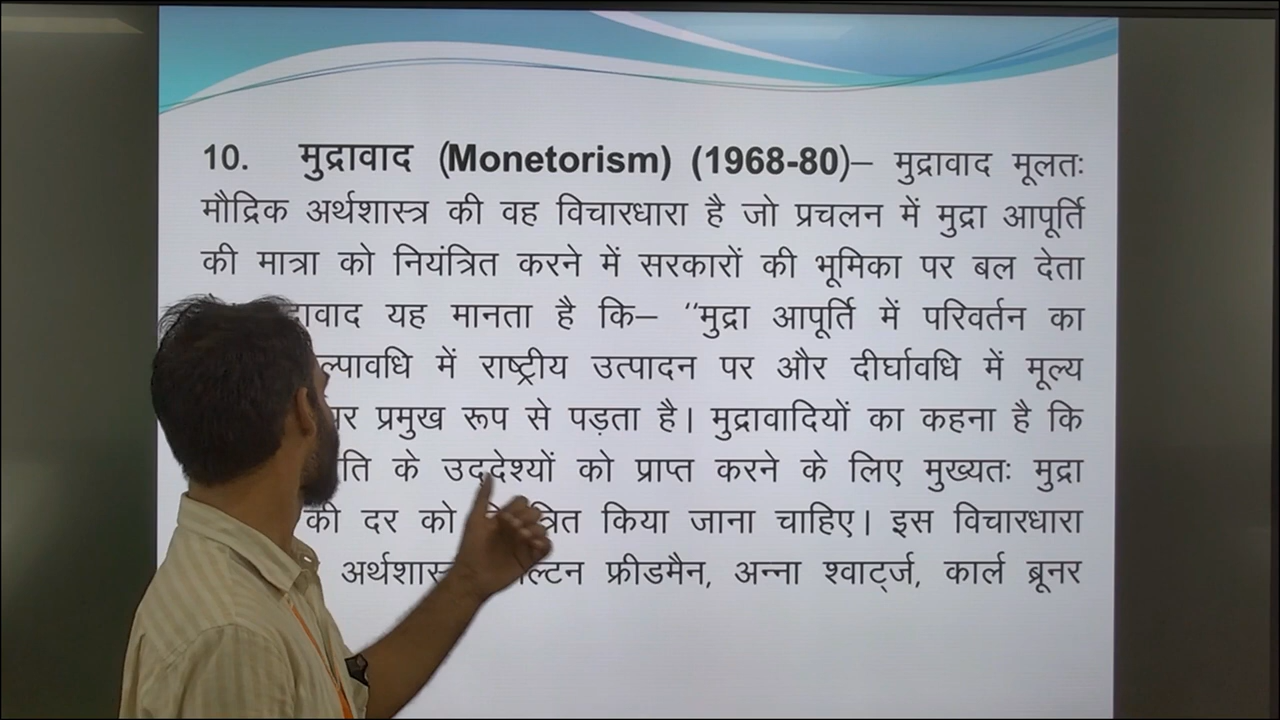 10. मुद्रावाद (Monetorism) (1968-80)– मुद्रावाद मूलतः
मौद्रिक अर्थशास्त्र की वह विचारधारा है जो प्रचलन में मुद्रा आपूर्ति
की मात्रा को नियंत्रित करने में सरकारों की भूमिका पर बल देता
यह मानता है कि– ‘‘मुद्रा आपूर्ति में परिवर्तन का
में राष्ट्रीय उत्पादन पर और दीर्घावधि में मूल्य
पर प्रमुख रूप से पड़ता है। मुद्रावादियों का कहना है कि
के उद्देश्यों को प्राप्त करने के लिए मुख्यतः मुद्रा
की दर को किया जाना चाहिए। इस विचारधारा
फ्रीडमैन, अन्ना श्वार्ट्ज, कार्ल ब्रूनर